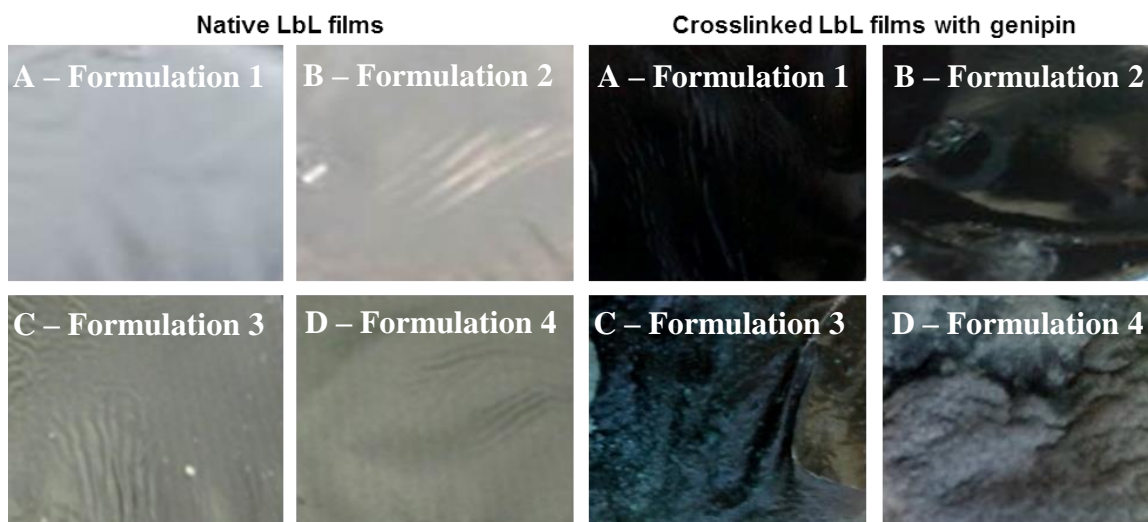 Native LbL films
Crosslinked LbL films with genipin
A – Formulation 1
B – Formulation 2
A – Formulation 1
B – Formulation 2
C – Formulation 3
D – Formulation 4
C – Formulation 3
D – Formulation 4